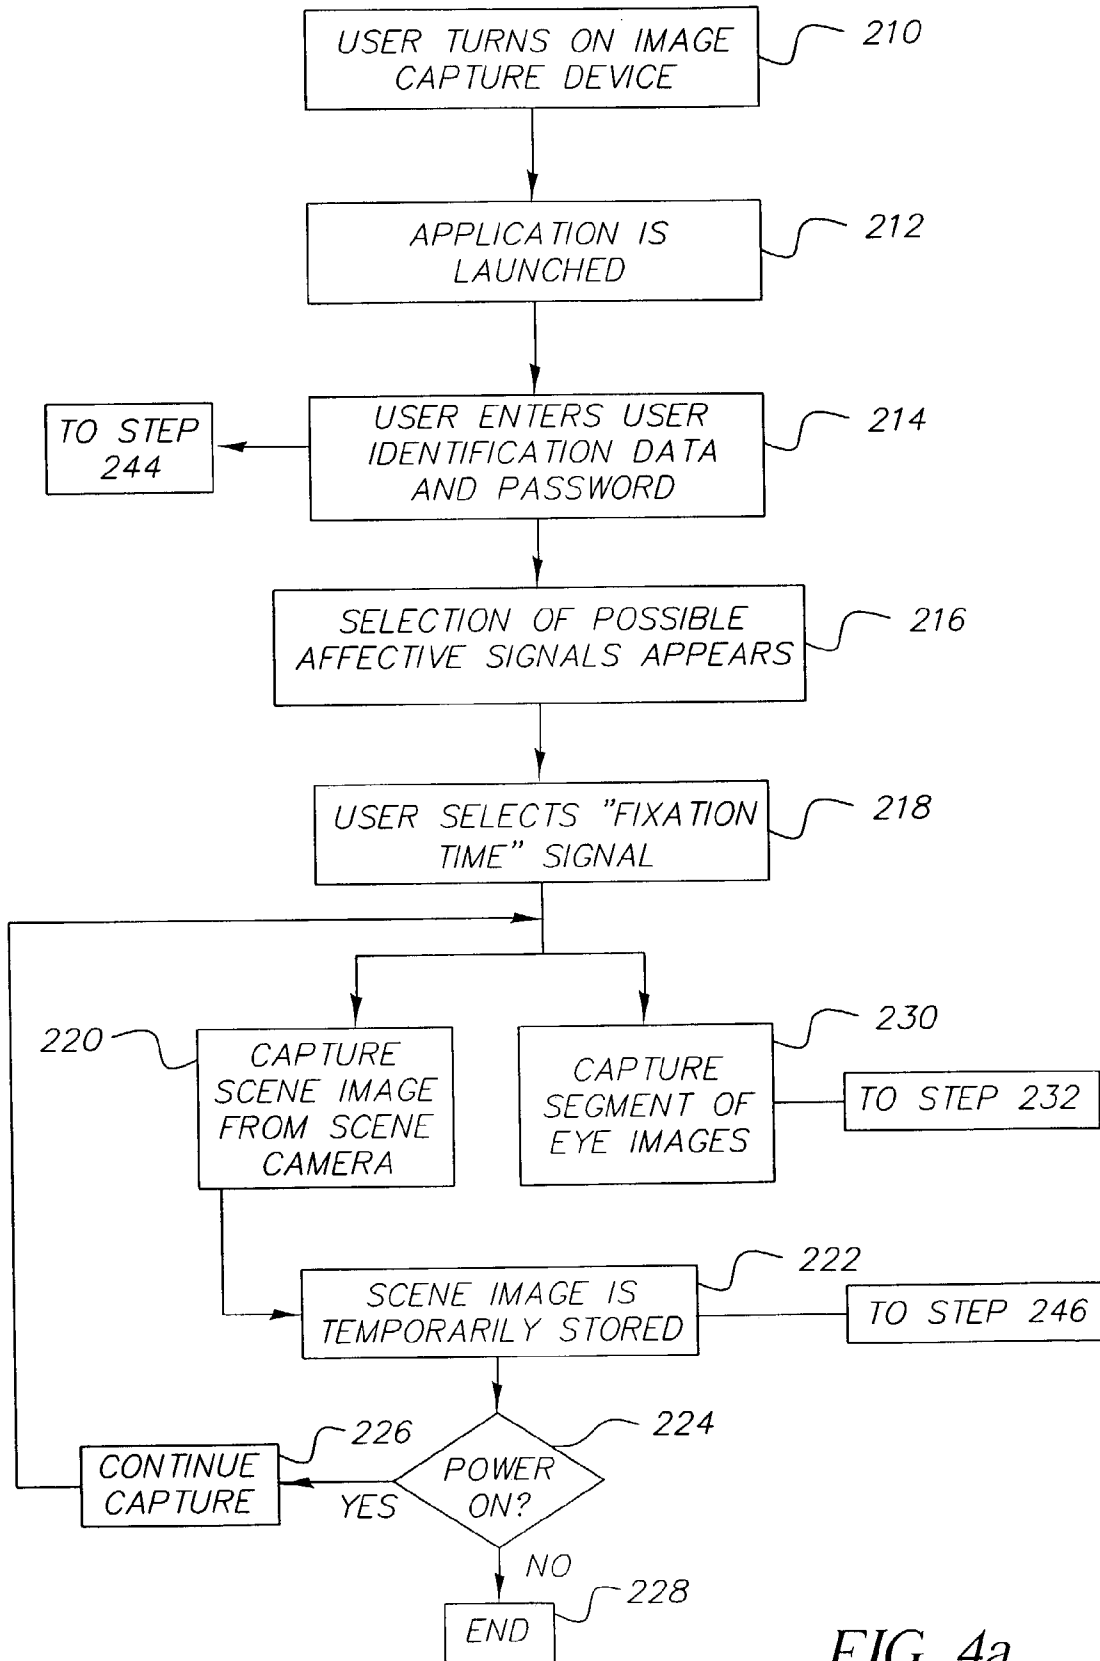 USER TURNS ON IMAGE
CAPTURE DEVICE
210
APPLICATION IS
LAUNCHED
212
TO STEP
244
USER ENTERS USER
IDENTIFICATION DATA
AND PASSWORD
214
SELECTION OF POSSIBLE
AFFECTIVE SIGNALS APPEARS
216
USER SELECTS "FIXATION
TIME" SIGNAL
218
220
CAPTURE
SCENE IMAGE
FROM SCENE
CAMERA
CAPTURE
SEGMENT OF
EYE IMAGES
230
TO STEP 232
SCENE IMAGE IS
TEMPORARILY STORED
222
TO STEP 246
CONTINUE
CAPTURE
226
YES
POWER
ON?
224
NO
END
228
FIG. 4a